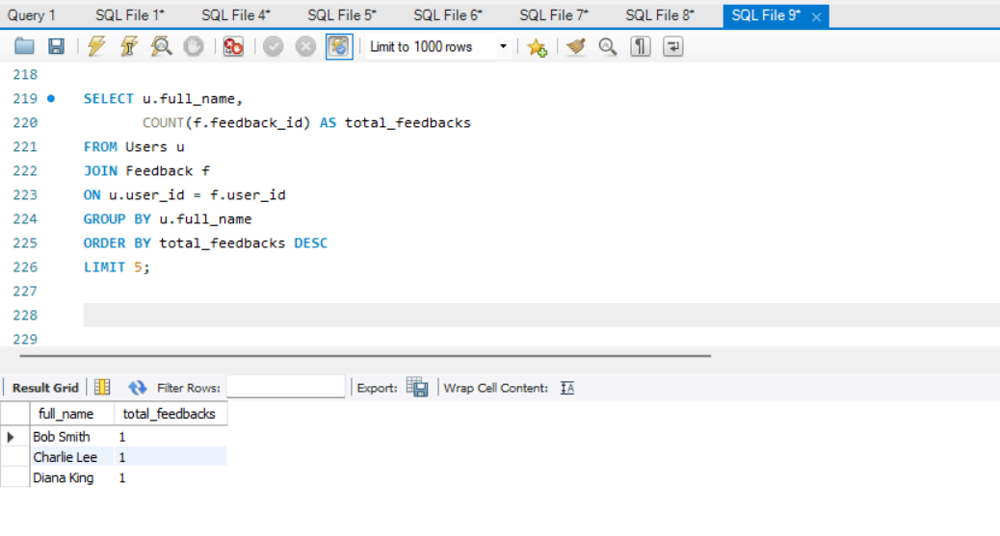 Query 1 SQL File 1* SQL File 4* SQL File 5* SQL File 6* SQL File 7* SQL File 8* SQL File 9* ×
Limit to 1000 rows
218
219 SELECT u.full_name,
220 COUNT(f.feedback_id) AS total_feedbacks
221 FROM Users u
222 JOIN Feedback f
223 ON u.user_id = f.user_id
224 GROUP BY u.full_name
225 ORDER BY total_feedbacks DESC
226 LIMIT 5;
227
228
229
Result Grid Filter Rows: Export: Wrap Cell Content: IA
full_name total_feedbacks
Bob Smith 1
Charlie Lee 1
Diana King 1